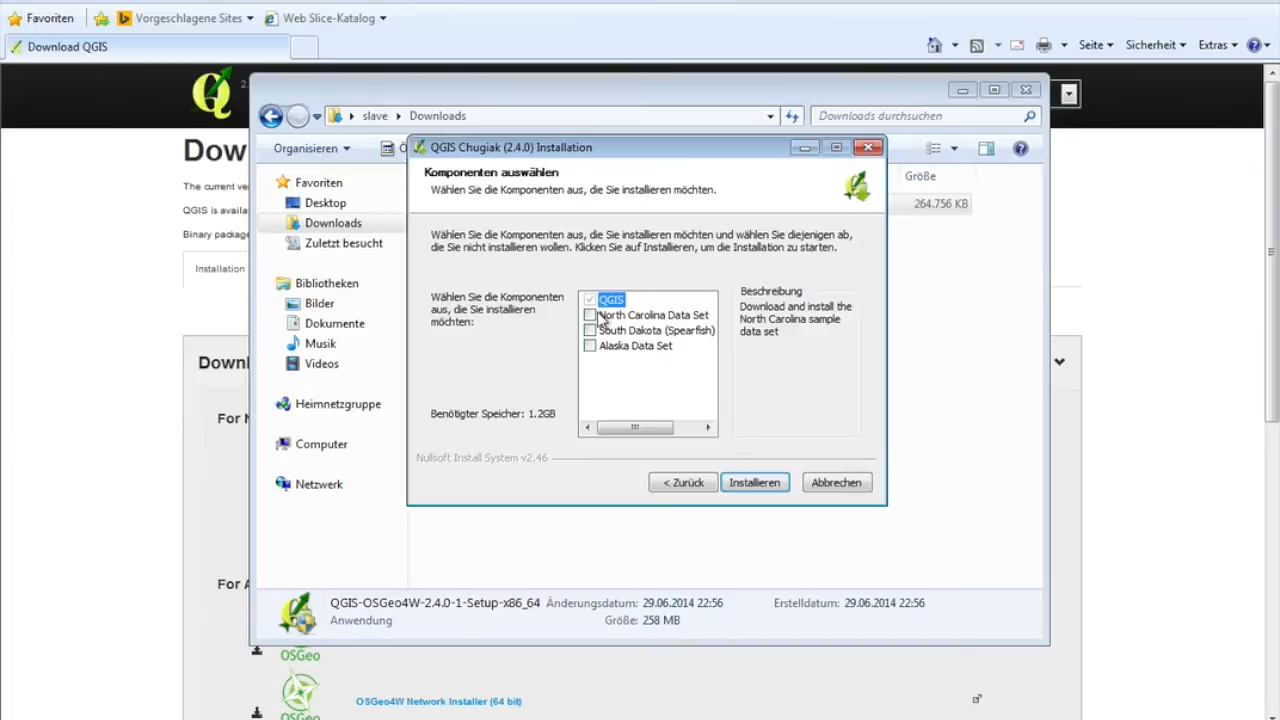 Favoriten
Vorgeschlagene Sites
Web Slice-Katalog
Download QGIS
Seite
Sicherheit
Extras
slave
Downloads
Downloads durchsuchen
Organisieren
QGIS Chugiak (2.4.0) Installation
Komponenten auswählen
Wählen Sie die Komponenten aus, die Sie installieren möchten.
Größe
264.756 KB
Dow
The current ve
QGIS is availa
Binary package
Installation
Favoriten
Desktop
Downloads
Zuletzt besucht
Bibliotheken
Bilder
Dokumente
Musik
Videos
Heimnetzgruppe
Computer
Netzwerk
Wählen Sie die Komponenten aus, die Sie installieren möchten und wählen Sie diejenigen ab,
die Sie nicht installieren wollen. Klicken Sie auf Installieren, um die Installation zu starten.
Wählen Sie die Komponenten
aus, die Sie installieren
möchten:
QGIS
North Carolina Data Set
South Dakota (Spearfish)
Alaska Data Set
Beschreibung
Download and install the
North Carolina sample
data set
Benötigter Speicher: 1.2GB
Nullsoft Install System v2.46
< Zurück
Installieren
Abbrechen
Downl
For N
For A
QGIS-OSGeo4W-2.4.0-1-Setup-x86_64
Änderungsdatum: 29.06.2014 22:56
Erstelldatum: 29.06.2014 22:56
Anwendung
Größe: 258 MB
OSGeo
OSGeo4W Network Installer (64 bit)
OSGeo